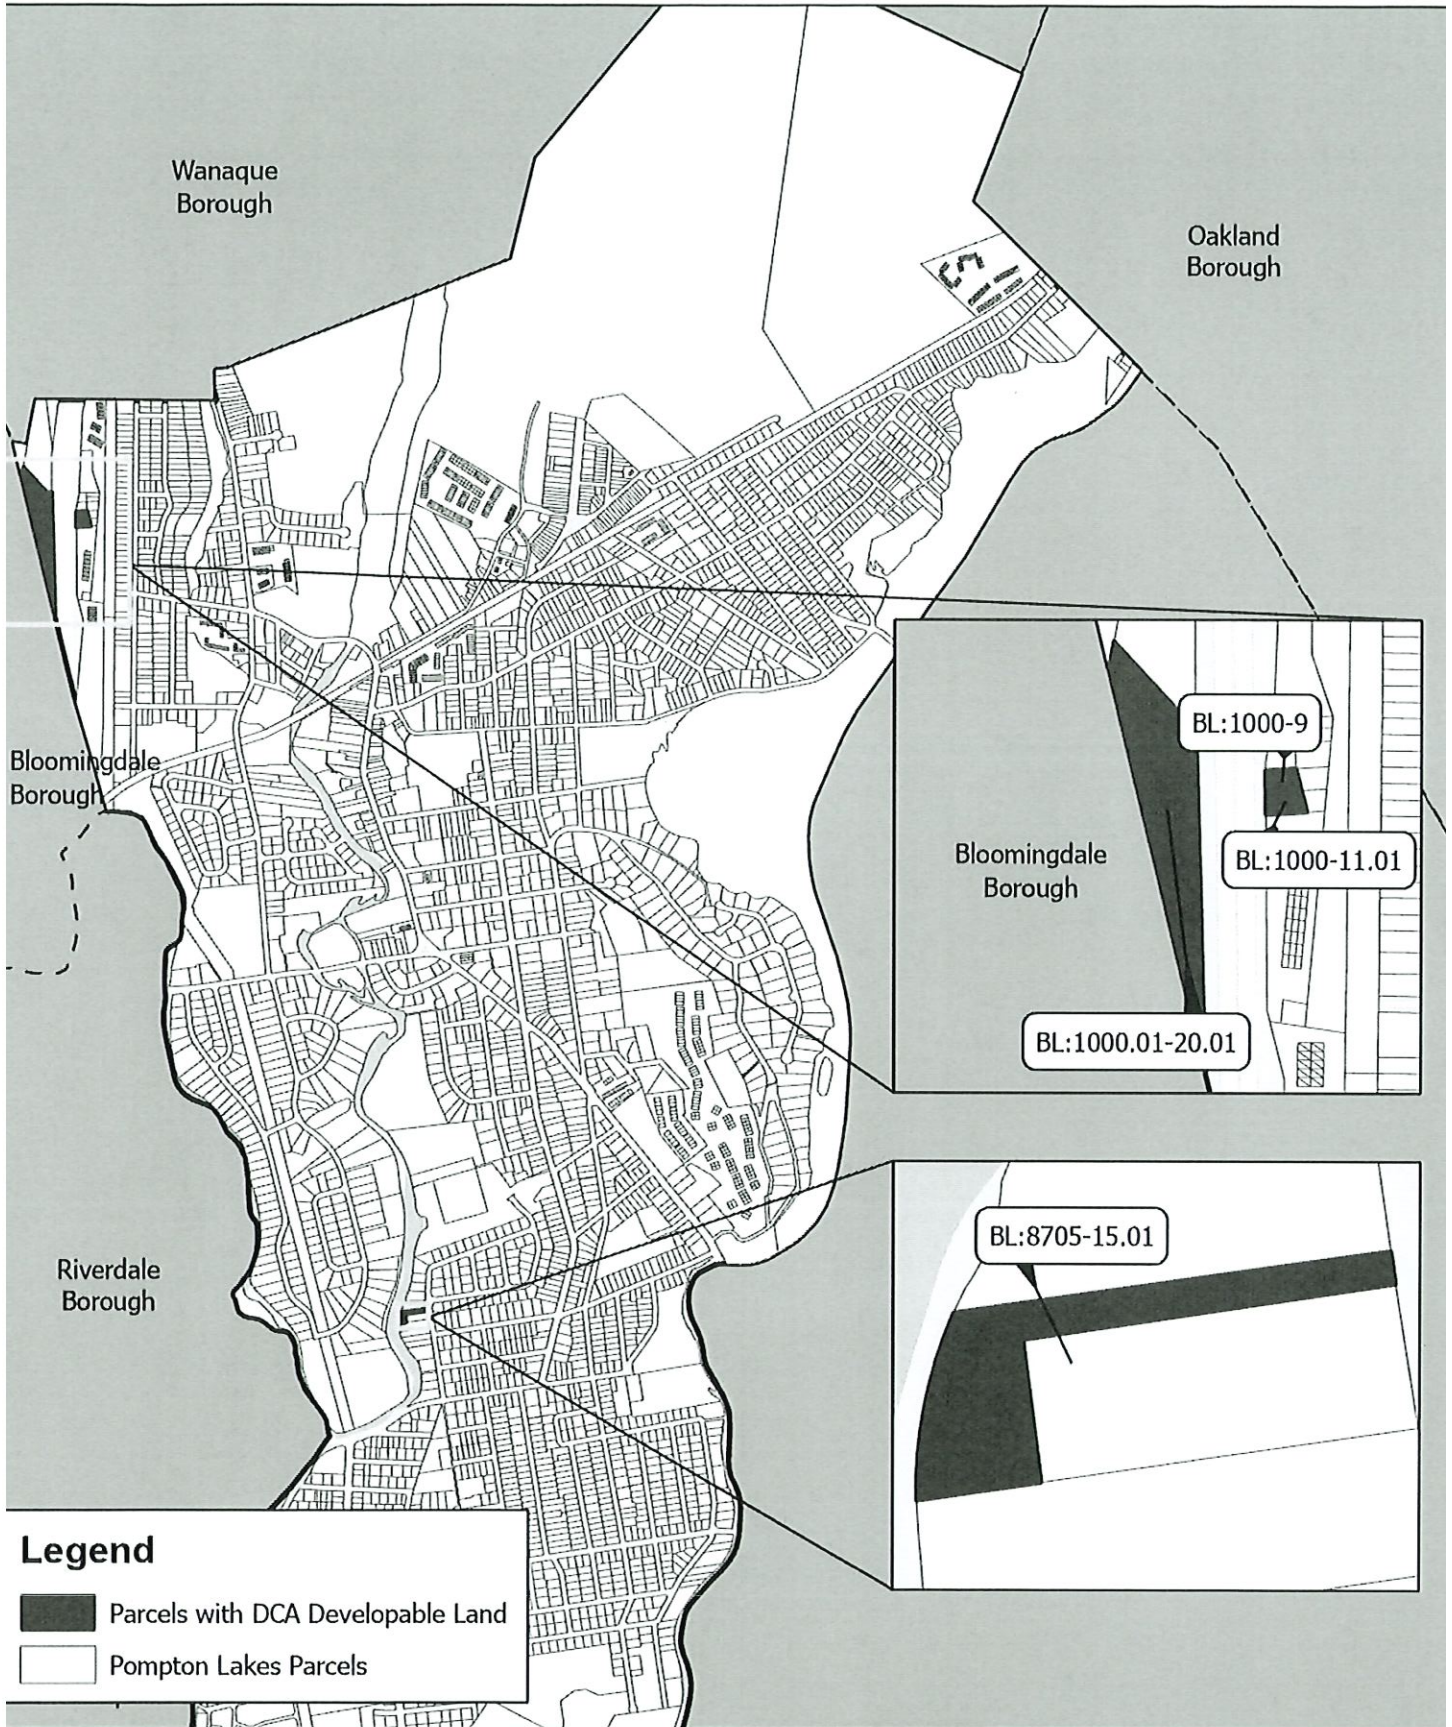 Wanaque
Borough
Oakland
Borough
Bloomingdale
Borough
BL:1000-9
BL:1000-11.01
Bloomingdale
Borough
BL:1000.01-20.01
BL:8705-15.01
Riverdale
Borough
Legend
Parcels with DCA Developable Land
Pompton Lakes Parcels